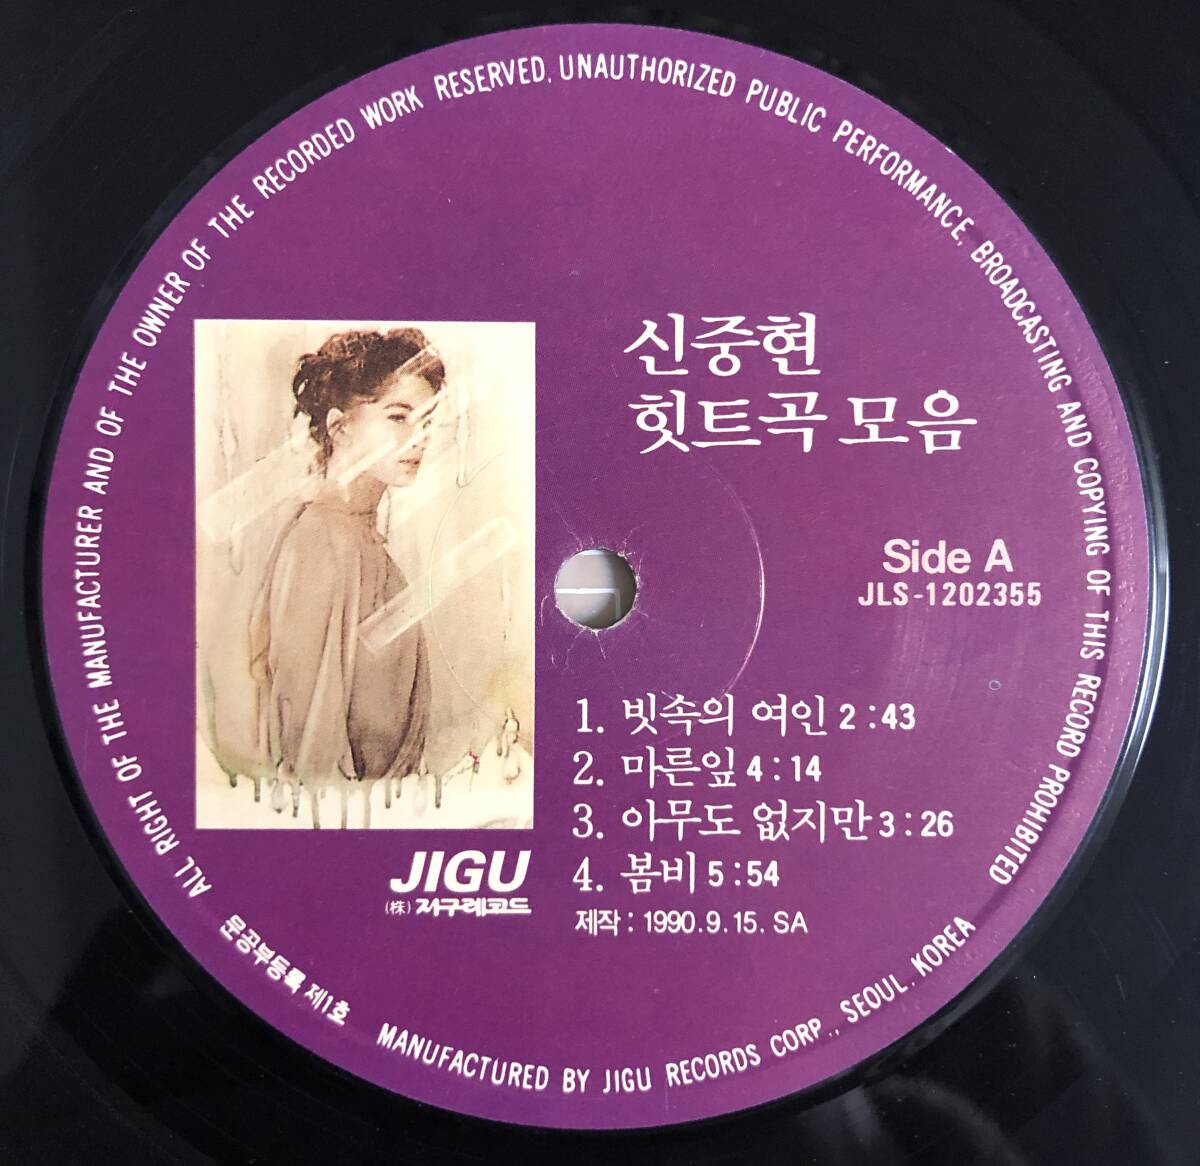 ALL RIGHT OF THE MANUFACTURER AND OF THE OWNER OF THE RECORDED WORK RESERVED. UNAUTHORIZED PUBLIC PERFORMANCE, BROADCASTING AND COPYING OF THIS RECORD PROHIBITED
신중현
힛트곡 모음
Side A
JLS-1202355
1. 빗속의 여인 2:43
2. 마른잎 4:14
3. 아무도 없지만 3:26
4. 봄비 5:54
제작: 1990.9.15. SA
JIGU
(株) 지구레코드
문공부등록 제1호
MANUFACTURED BY JIGU RECORDS CORP., SEOUL. KOREA